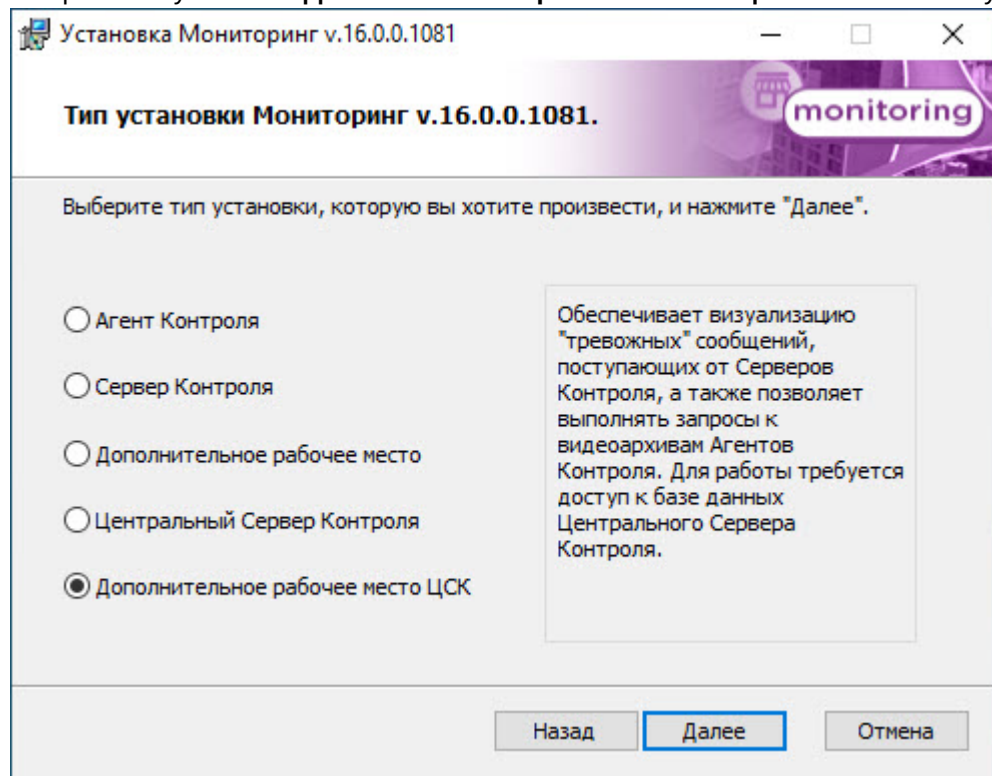 Установка Мониторинг v.16.0.0.1081
Тип установки Мониторинг v.16.0.0.1081.
monitoring
Выберите тип установки, которую вы хотите произвести, и нажмите "Далее".
Агент Контроля
Сервер Контроля
Дополнительное рабочее место
Центральный Сервер Контроля
Дополнительное рабочее место ЦСК
Обеспечивает визуализацию
"тревожных" сообщений,
поступающих от Серверов
Контроля, а также позволяет
выполнять запросы к
видеоархивам Агентов
Контроля. Для работы требуется
доступ к базе данных
Центрального Сервера
Контроля.
Назад
Далее
Отмена